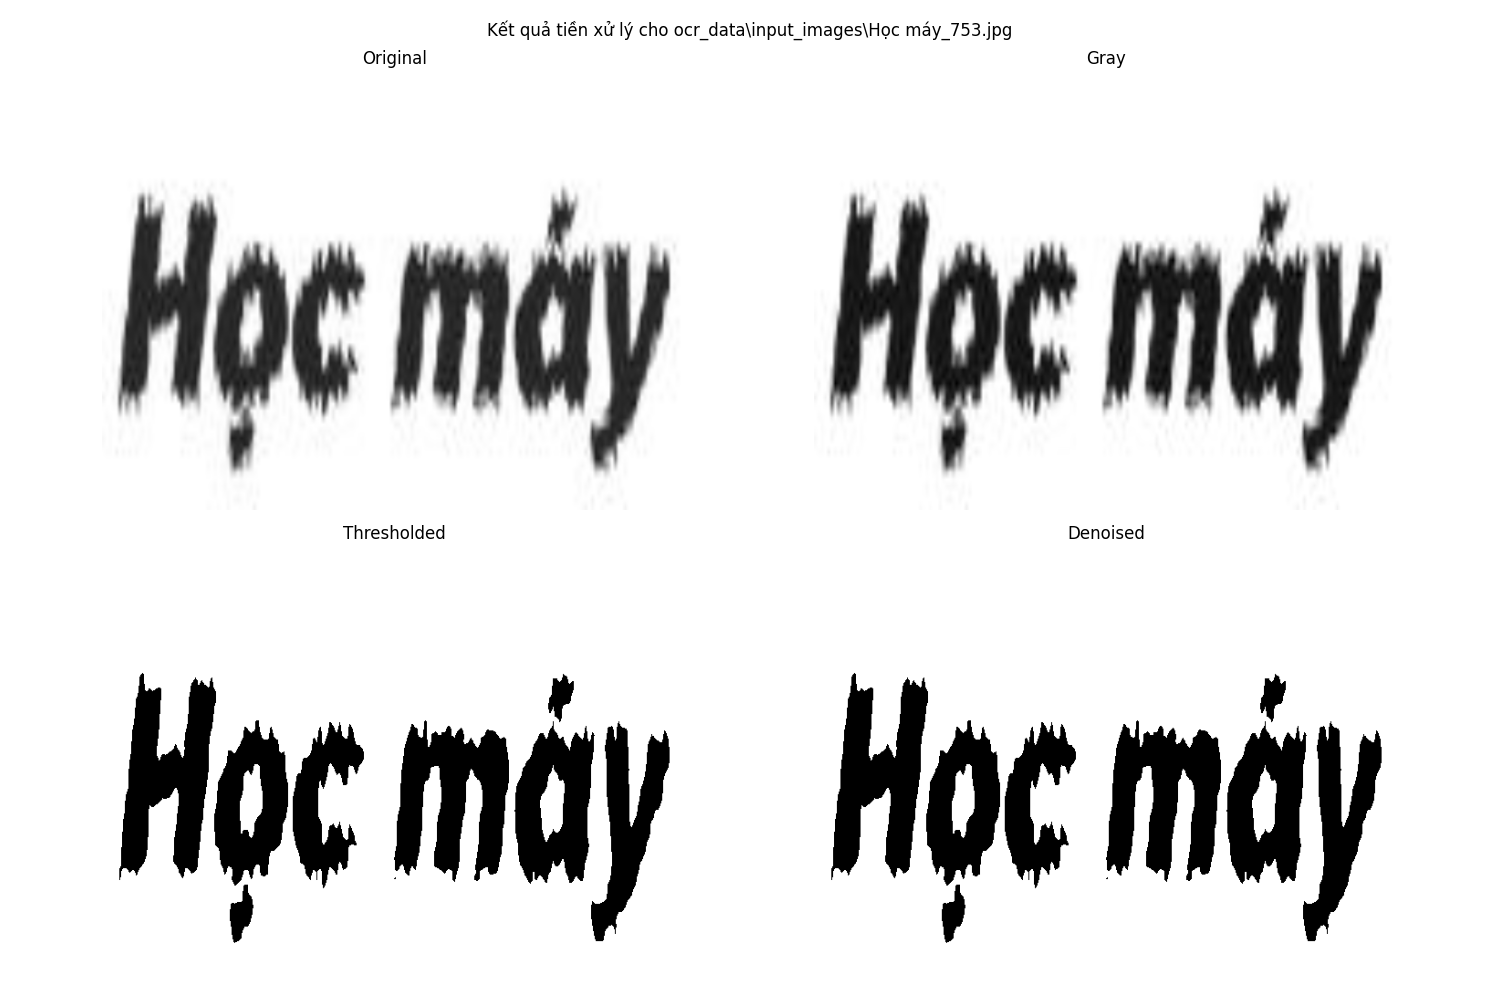 Kết quả tiền xử lý cho ocr_data\input_images\Học máy_753.jpg
Original
Gray
Học máy
Học máy
Thresholded
Denoised
Học máy
Học máy